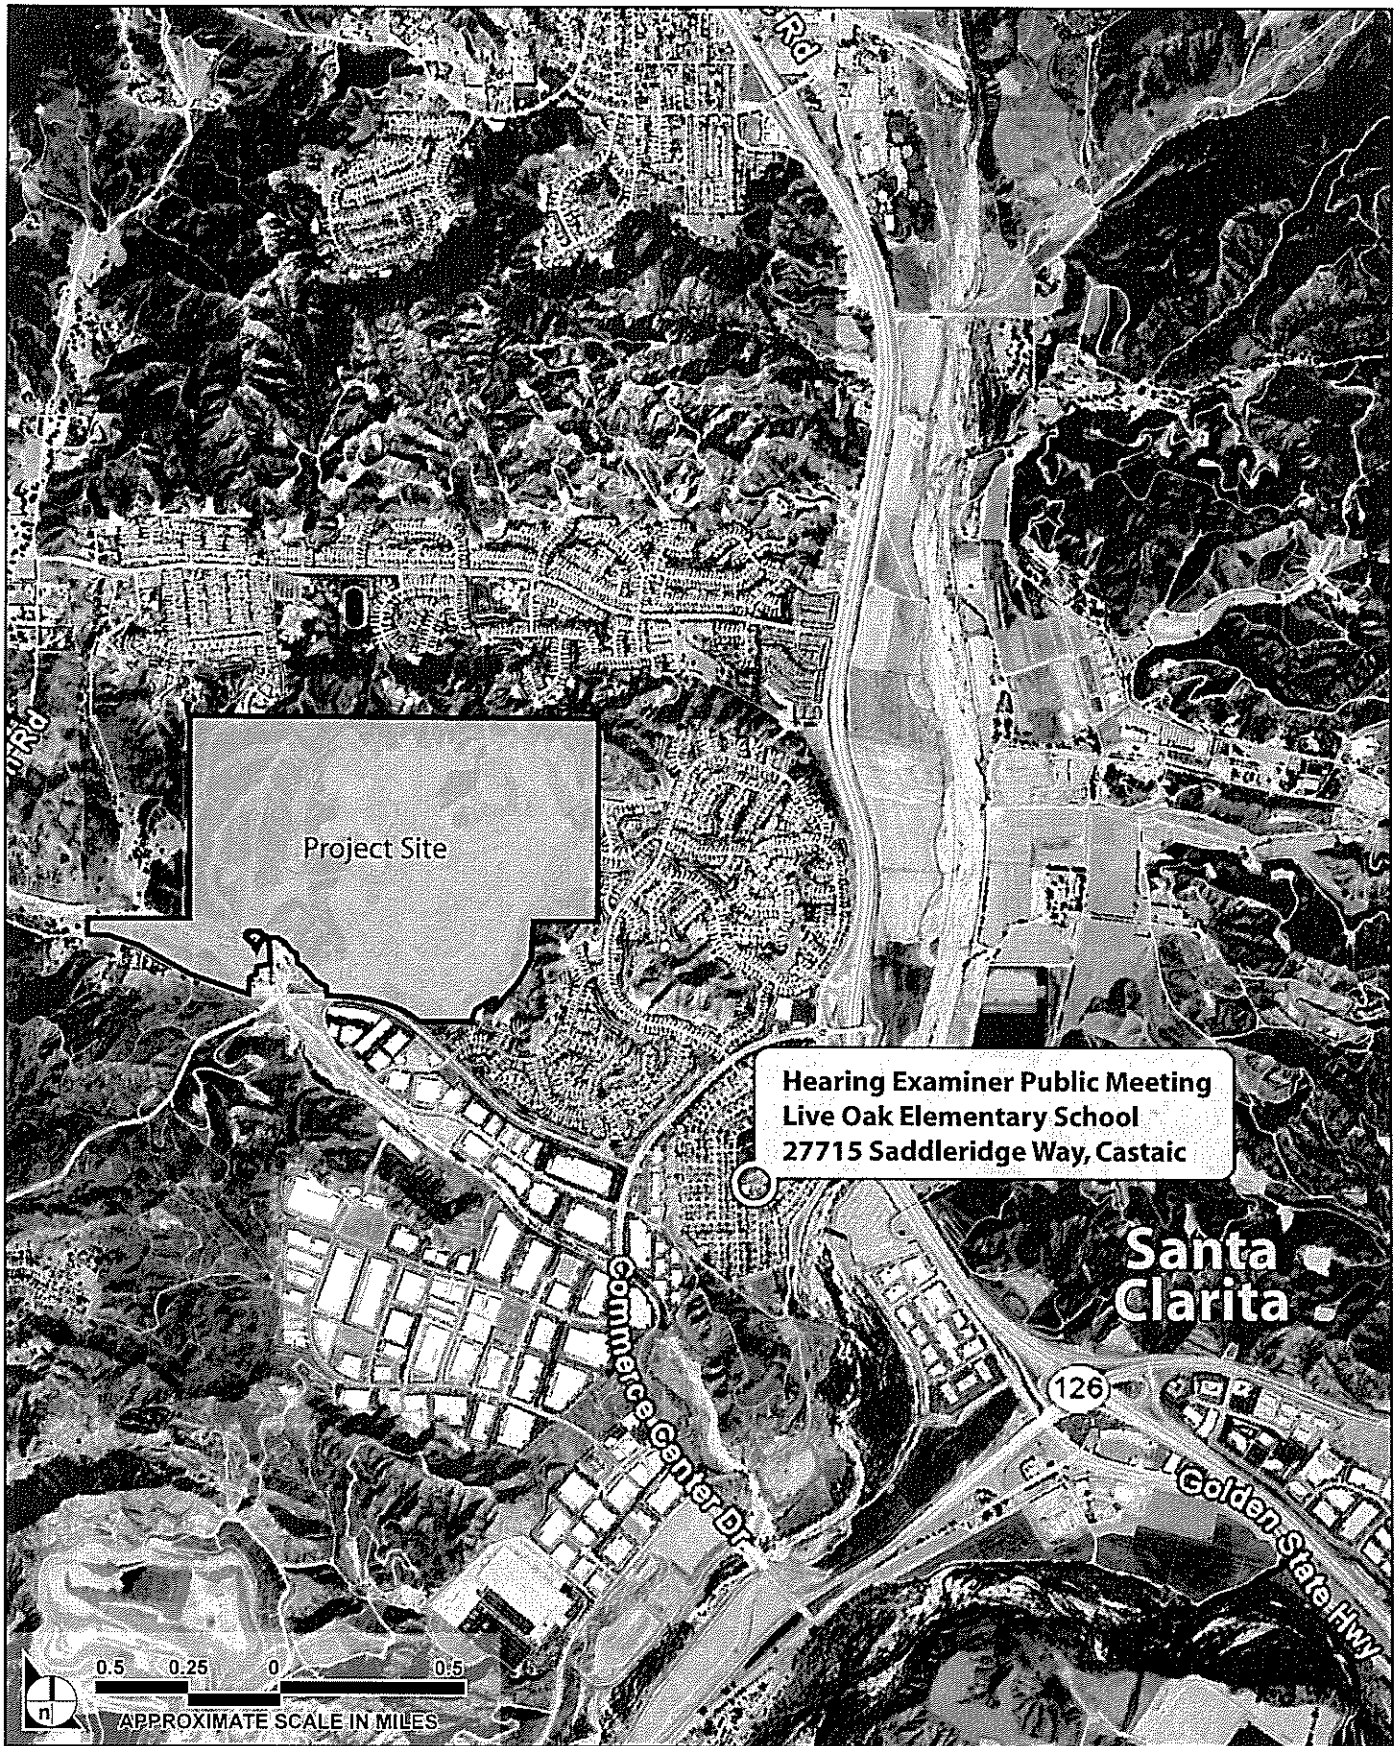 Rd
Rd
Project Site
Hearing Examiner Public Meeting
Live Oak Elementary School
27715 Saddleridge Way, Castaic
Santa
Clarita
126
Commerce Center Dr
Golden State Hwy
n
0.5 0.25 0 0.5
APPROXIMATE SCALE IN MILES